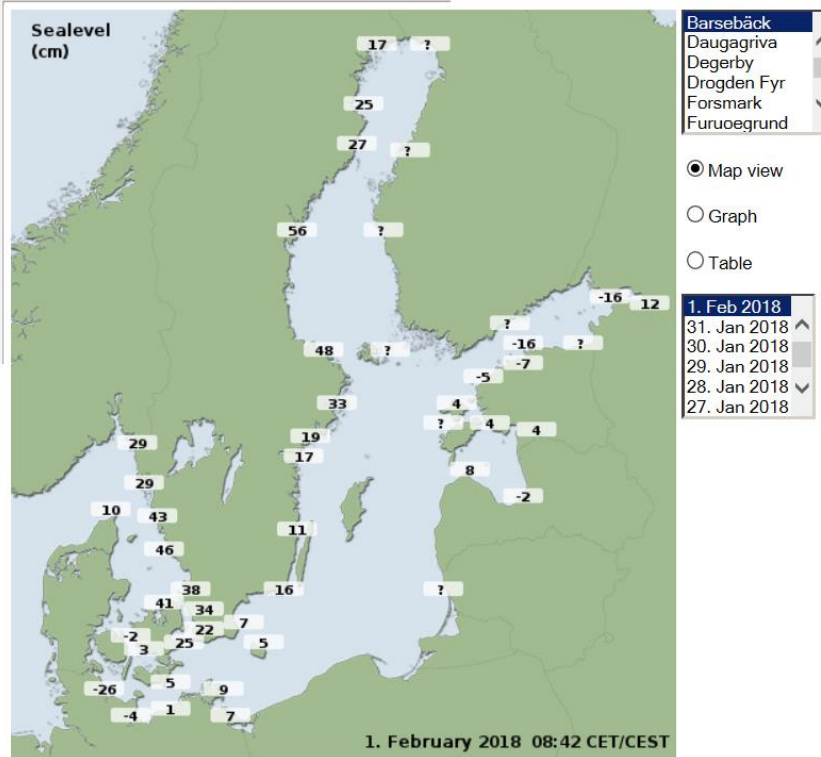 Sealevel
(cm)
17 ?
25
27 ?
56 ?
-16
12
?
48 ? -16 ?
-7
-5
33 4
? 4 4
19
29 17
8
29 -2
10 43
11
46
38 16 ?
41 34
7
22
-2 25 5
3
5
-26 9
1
-4 7
1. February 2018 08:42 CET/CEST
Barsebäck
Daugagriva
Degerby
Drogden Fyr
Forsmark
Furuoegrund
Map view
Graph
Table
1. Feb 2018
31. Jan 2018
30. Jan 2018
29. Jan 2018
28. Jan 2018
27. Jan 2018